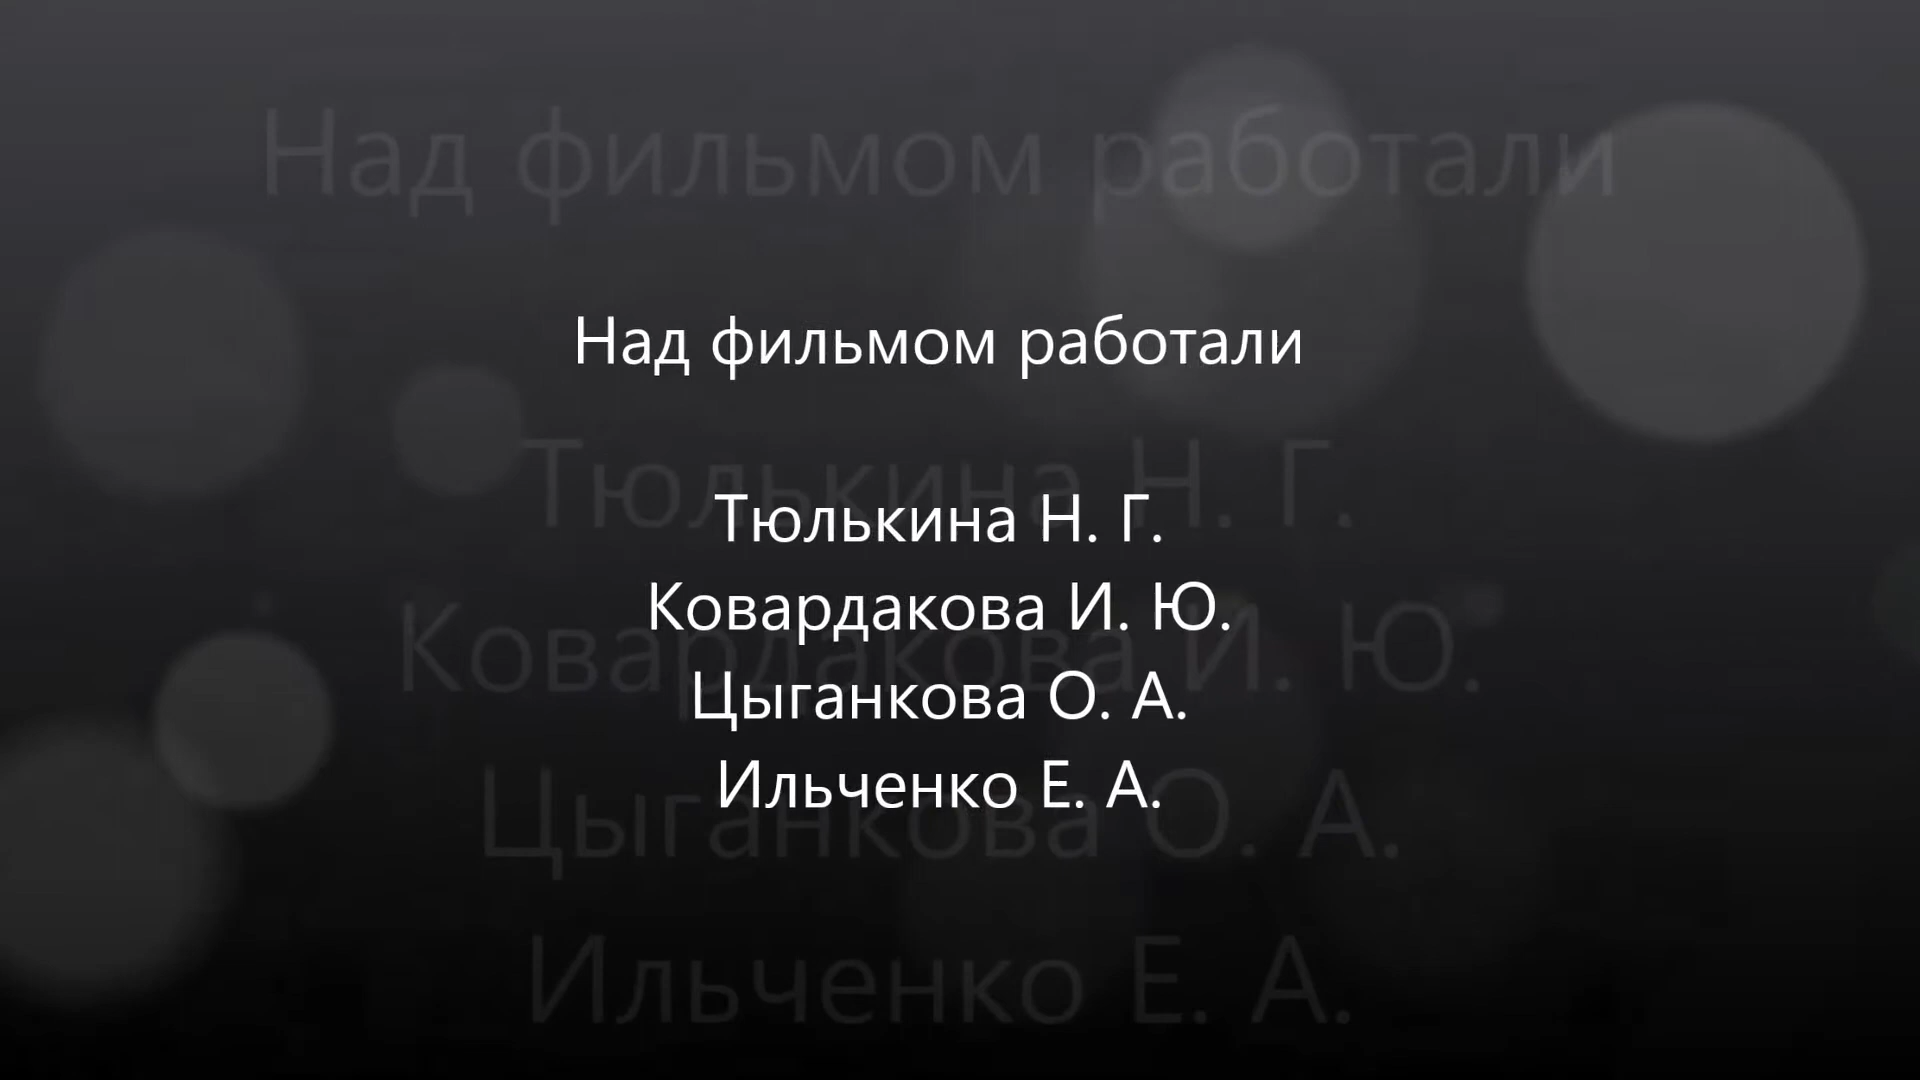 Над фильмом работали
Тюлькина Н. Г.
Ковардакова И. Ю.
Цыганкова О. А.
Ильченко Е. А.